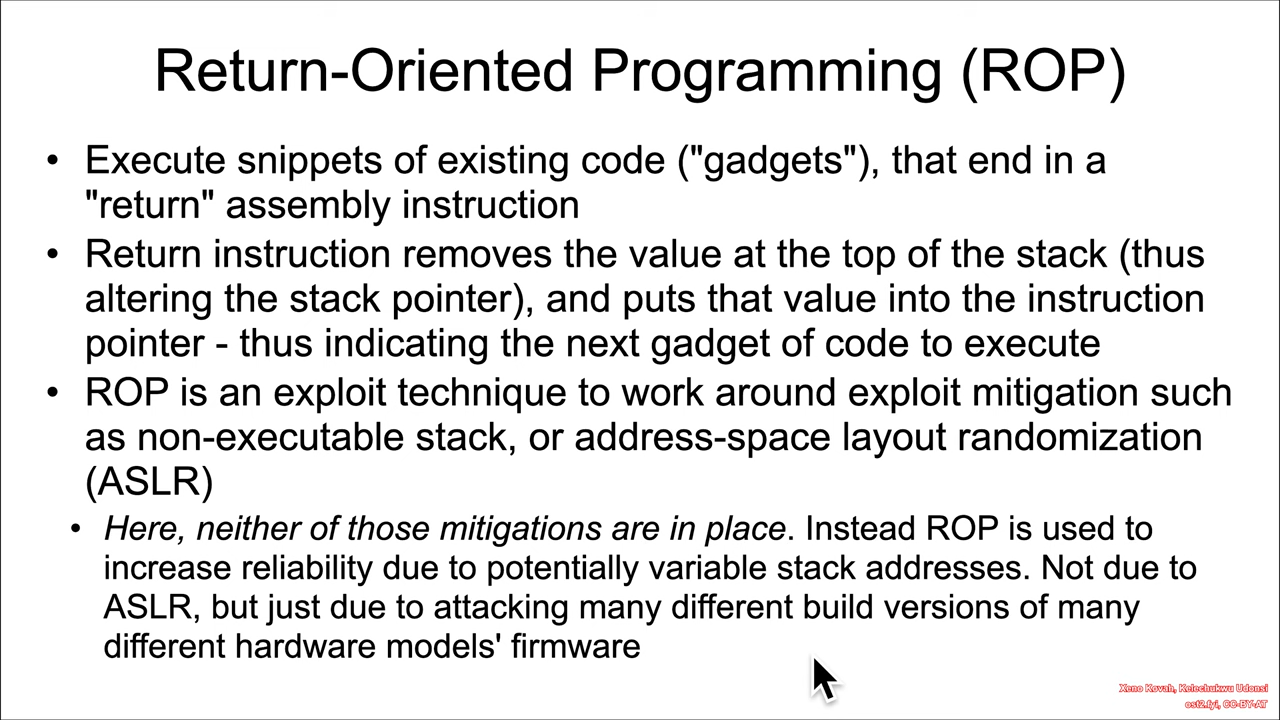 Return-Oriented Programming (ROP)
• Execute snippets of existing code ("gadgets"), that end in a
"return" assembly instruction
• Return instruction removes the value at the top of the stack (thus
altering the stack pointer), and puts that value into the instruction
pointer - thus indicating the next gadget of code to execute
• ROP is an exploit technique to work around exploit mitigation such
as non-executable stack, or address-space layout randomization
(ASLR)
• Here, neither of those mitigations are in place. Instead ROP is used to
increase reliability due to potentially variable stack addresses. Not due to
ASLR, but just due to attacking many different build versions of many
different hardware models' firmware
Xeno Kovah, Kelechukwu Udonsi
ost2.fyi, CC-BY-AT